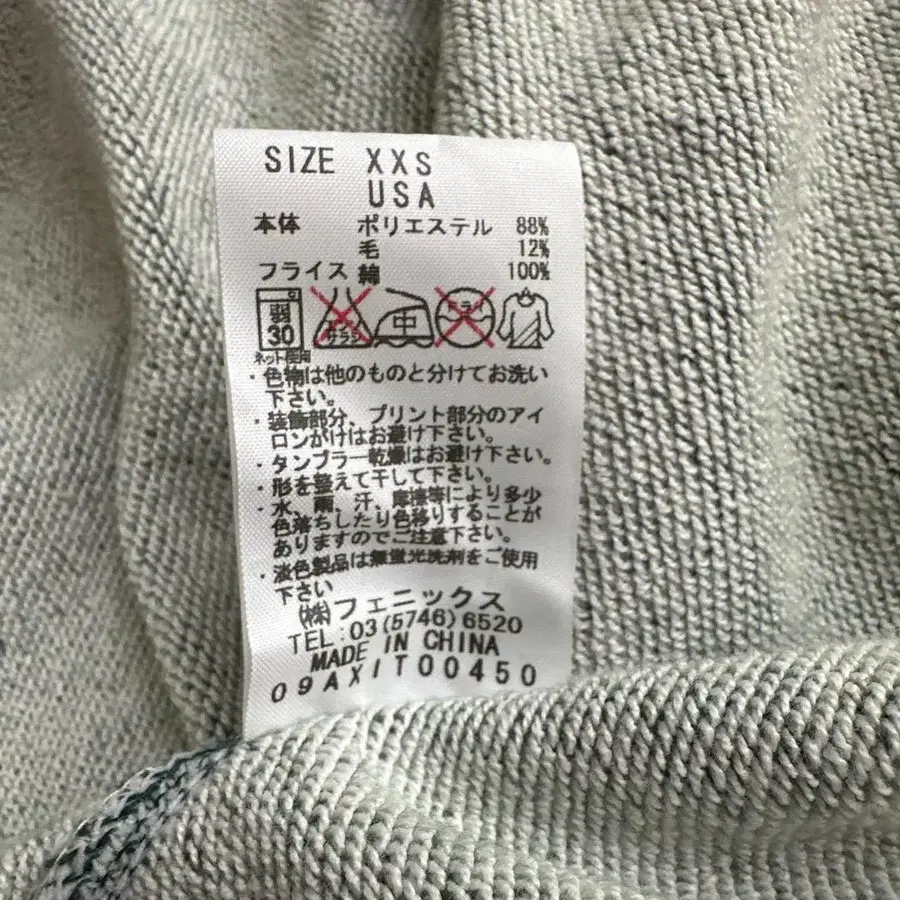 SIZE XXS
USA
本体 ポリエステル 88%
毛 12%
フライス 綿 100%
弱 30 サラシ 中 ドライ
ネット使用
・色物は他のものと分けてお洗い
下さい。
・装飾部分、プリント部分のアイ
ロンがけはお避け下さい。
・タンブラー乾燥はお避け下さい。
・形を整えて干して下さい。
・水、雨、汗、摩擦等により多少
色落ちしたり色移りすることが
ありますのでご注意下さい。
・淡色製品は無蛍光洗剤をご使用
下さい
㈱フェニックス
TEL:03(5746)6520
MADE IN CHINA
09AXIT00450